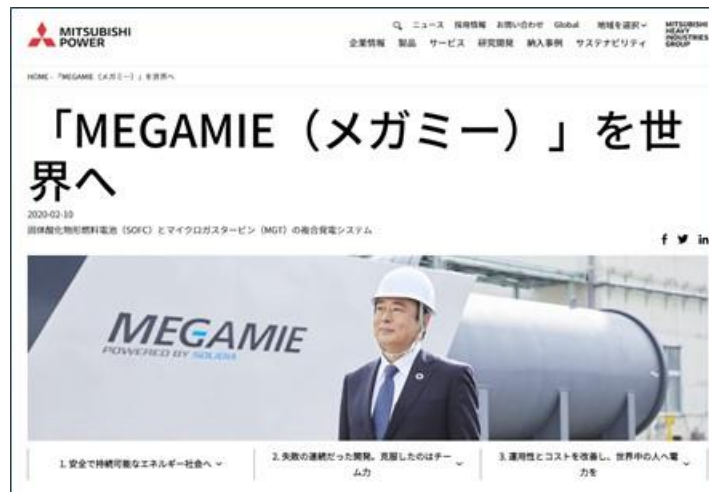 MITSUBISHI
POWER
ニュース 採用情報 お問い合わせ Global 地域を選択
MITSUBISHI
HEAVY
INDUSTRIES
GROUP
企業情報 製品 サービス 研究開発 納入事例 サステナビリティ
HOME - 「MEGAMIE（メガミー）」を世界へ
「MEGAMIE（メガミー）」を世
界へ
2020-02-10
固体酸化物形燃料電池（SOFC）とマイクロガスタービン（MGT）の複合発電システム
MEGAMIE
POWERED BY SOLIDIA
1. 安全で持続可能なエネルギー社会へ
2. 失敗の連続だった開発。克服したのはチー
ム力
3. 運用性とコストを改善し、世界中の人へ電
力を